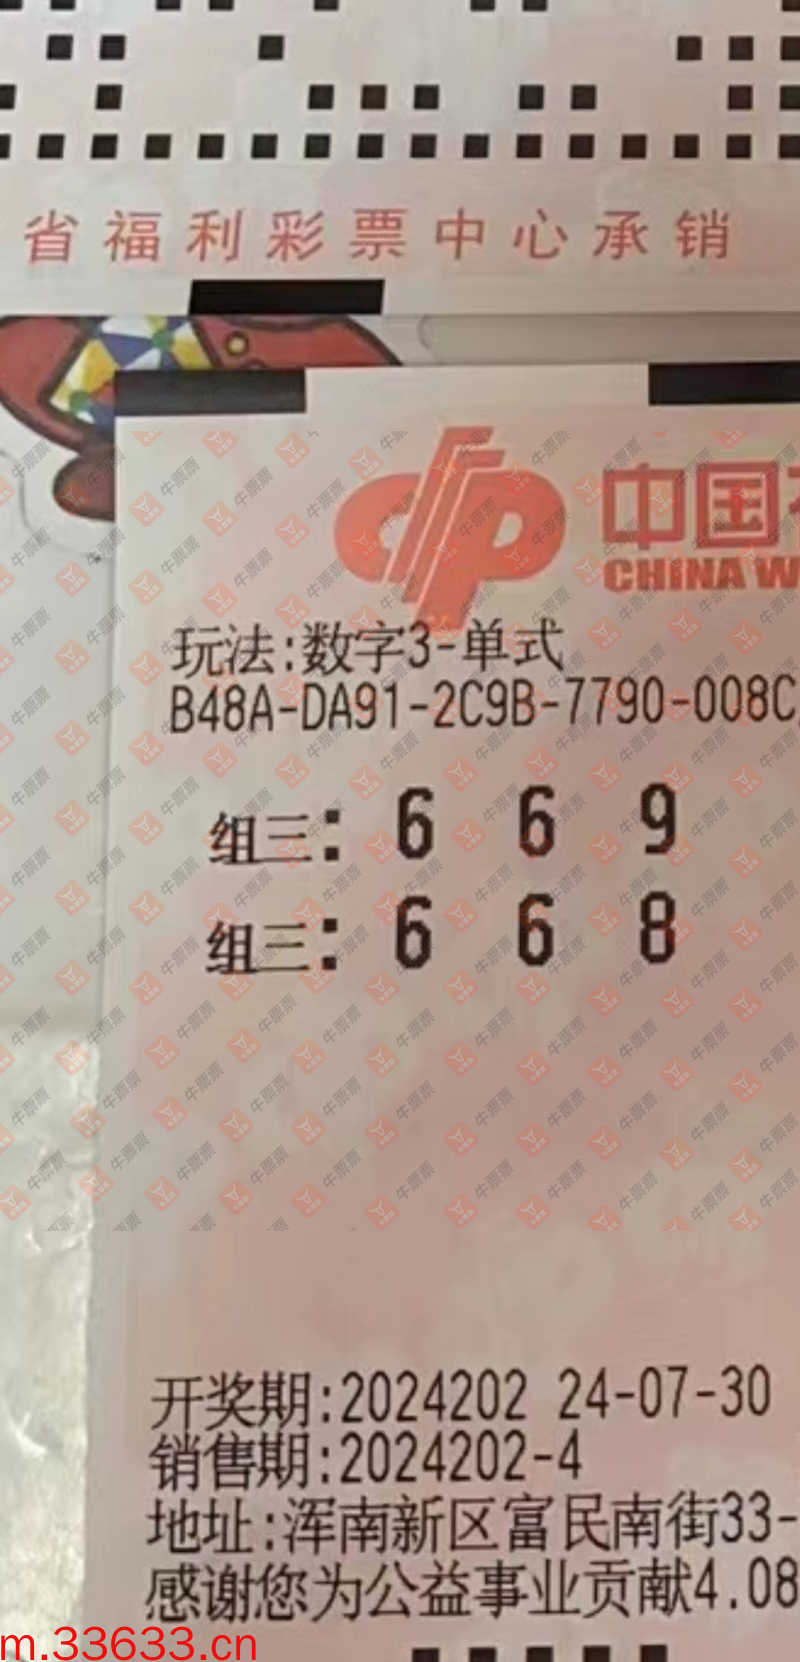 省福利彩票中心承销
中国
CHINA W
玩法:数字3-单式
B48A-DA91-2C9B-7790-008C
组三: 6 6 9
组三: 6 6 8
开奖期:2024202 24-07-30
销售期:2024202-4
地址:浑南新区富民南街33-
感谢您为公益事业贡献4.08
m.33633.cn
牛票票